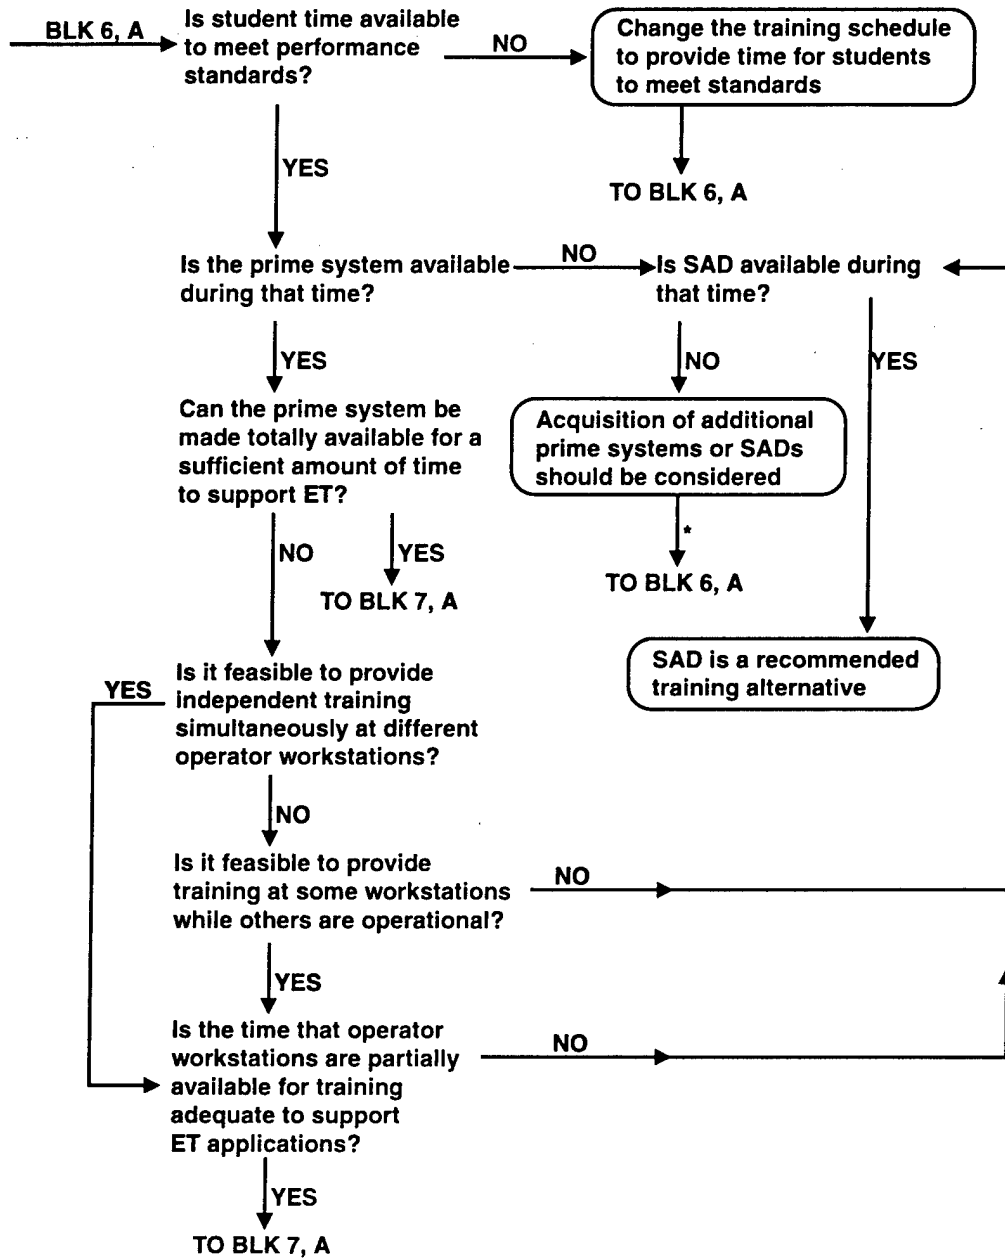 BLK 6, A
Is student time available
to meet performance
standards?
NO
Change the training schedule
to provide time for students
to meet standards
YES
TO BLK 6, A
Is the prime system available
during that time?
NO
Is SAD available during
that time?
YES
NO
YES
Can the prime system be
made totally available for a
sufficient amount of time
to support ET?
Acquisition of additional
prime systems or SADs
should be considered
NO
YES
*
TO BLK 7, A
TO BLK 6, A
Is it feasible to provide
independent training
simultaneously at different
operator workstations?
YES
SAD is a recommended
training alternative
NO
Is it feasible to provide
training at some workstations
while others are operational?
NO
YES
Is the time that operator
workstations are partially
available for training
adequate to support
ET applications?
NO
YES
TO BLK 7, A